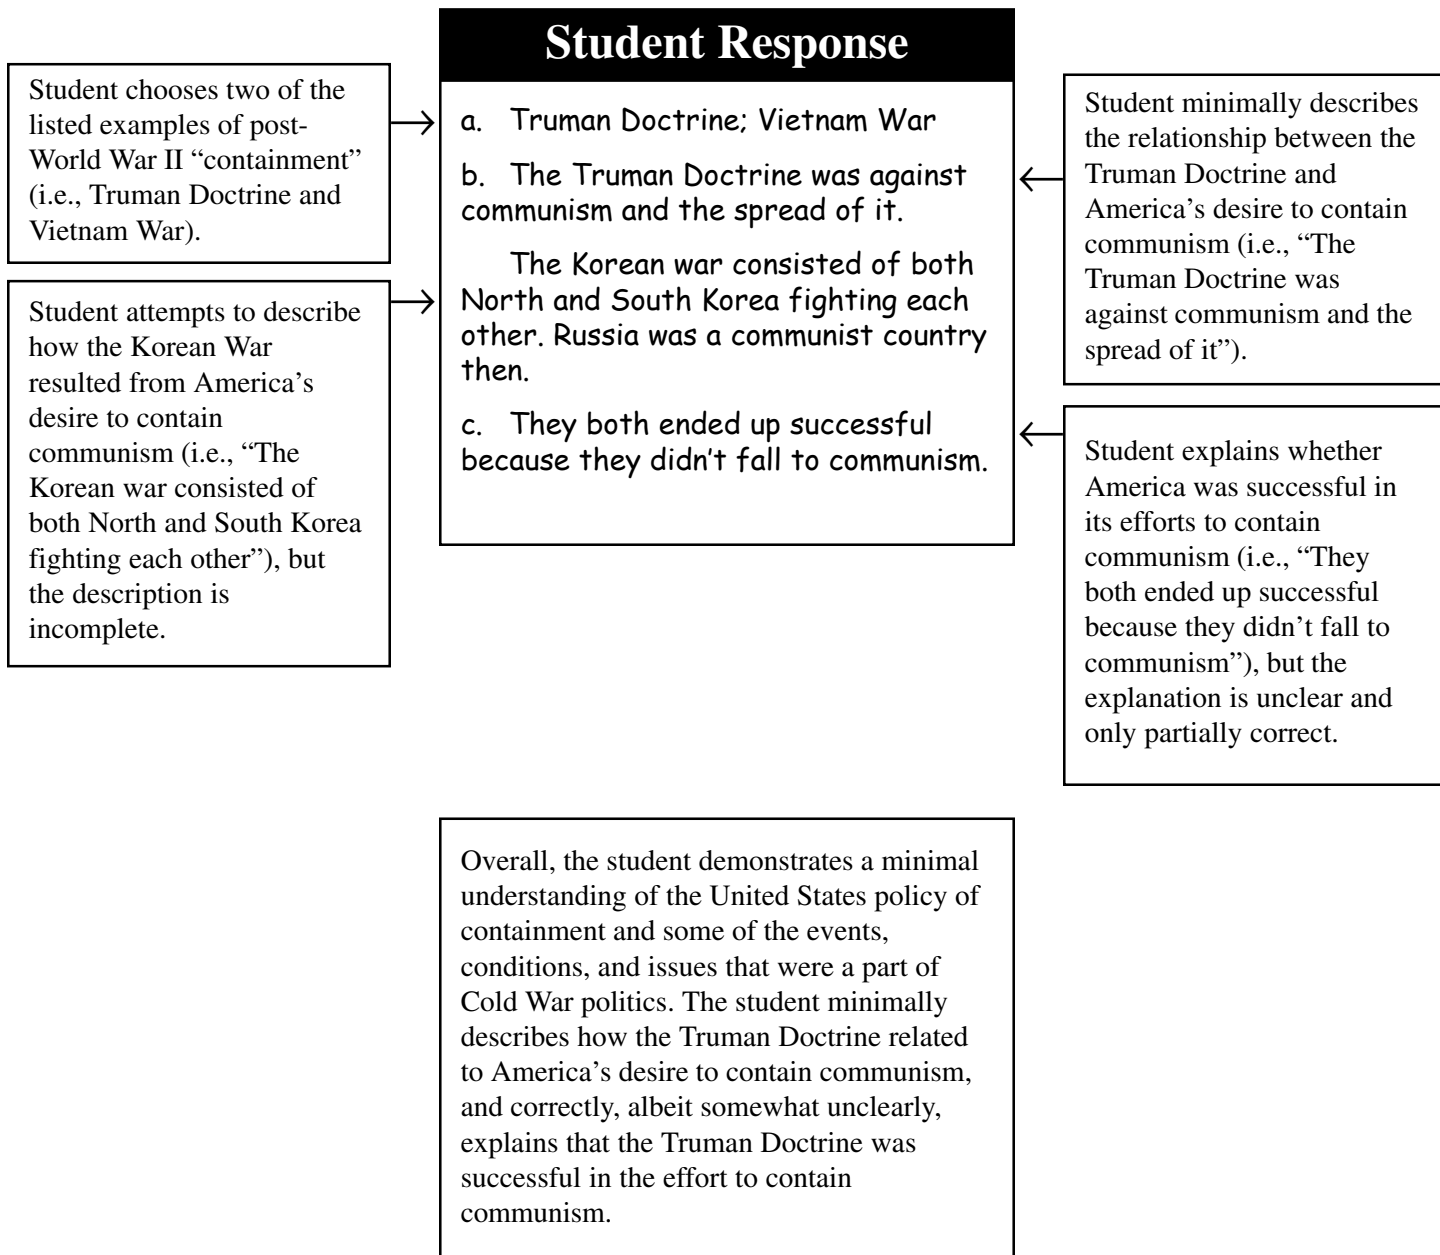 Student Response
Student chooses two of the
listed examples of post-
World War II “containment”
(i.e., Truman Doctrine and
Vietnam War).
Student attempts to describe
how the Korean War
resulted from America’s
desire to contain
communism (i.e., “The
Korean war consisted of
both North and South Korea
fighting each other”), but
the description is
incomplete.
a. Truman Doctrine; Vietnam War
b. The Truman Doctrine was against
communism and the spread of it.
The Korean war consisted of both
North and South Korea fighting each
other. Russia was a communist country
then.
c. They both ended up successful
because they didn’t fall to communism.
Student minimally describes
the relationship between the
Truman Doctrine and
America’s desire to contain
communism (i.e., “The
Truman Doctrine was
against communism and the
spread of it”).
Student explains whether
America was successful in
its efforts to contain
communism (i.e., “They
both ended up successful
because they didn’t fall to
communism”), but the
explanation is unclear and
only partially correct.
Overall, the student demonstrates a minimal
understanding of the United States policy of
containment and some of the events,
conditions, and issues that were a part of
Cold War politics. The student minimally
describes how the Truman Doctrine related
to America’s desire to contain communism,
and correctly, albeit somewhat unclearly,
explains that the Truman Doctrine was
successful in the effort to contain
communism.